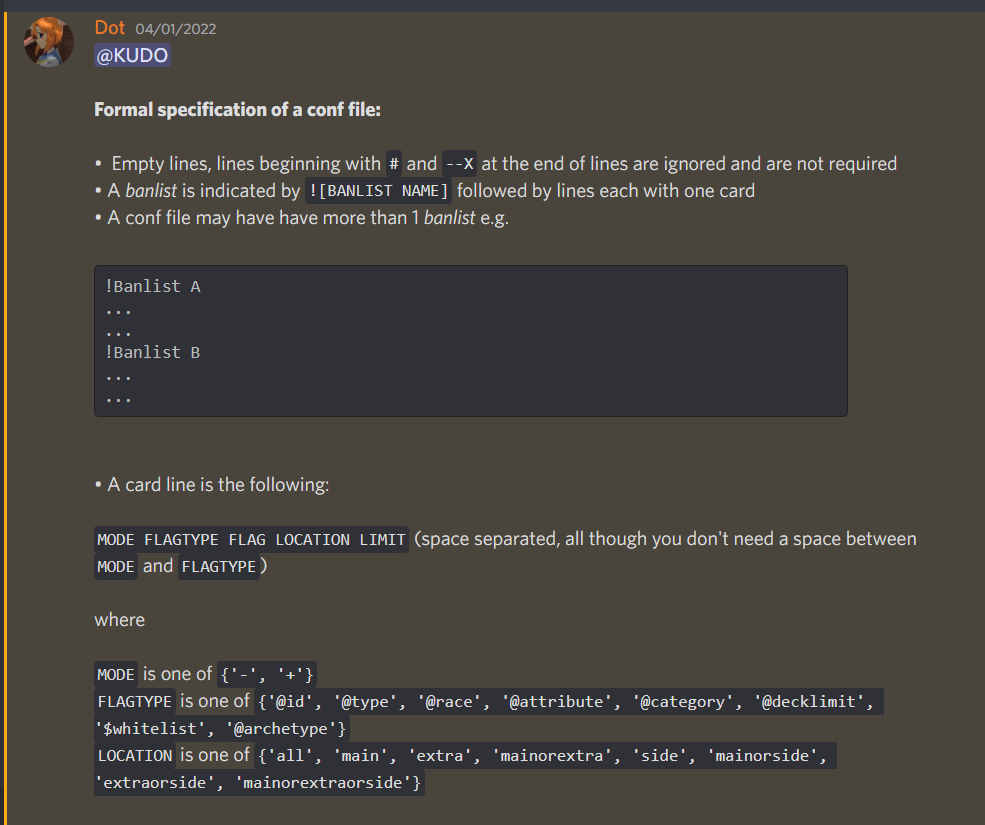 Dot 04/01/2022
@KUDO
Formal specification of a conf file:
• Empty lines, lines beginning with # and --X at the end of lines are ignored and are not required
• A banlist is indicated by ![BANLIST NAME] followed by lines each with one card
• A conf file may have have more than 1 banlist e.g.
!Banlist A
...
...
!Banlist B
...
...
• A card line is the following:
MODE FLAGTYPE FLAG LOCATION LIMIT (space separated, all though you don't need a space between
MODE and FLAGTYPE)
where
MODE is one of {'-', '+'}
FLAGTYPE is one of {'@id', '@type', '@race', '@attribute', '@category', '@decklimit',
'$whitelist', '@archetype'}
LOCATION is one of {'all', 'main', 'extra', 'mainorextra', 'side', 'mainorside',
'extraorside', 'mainorextraorside'}